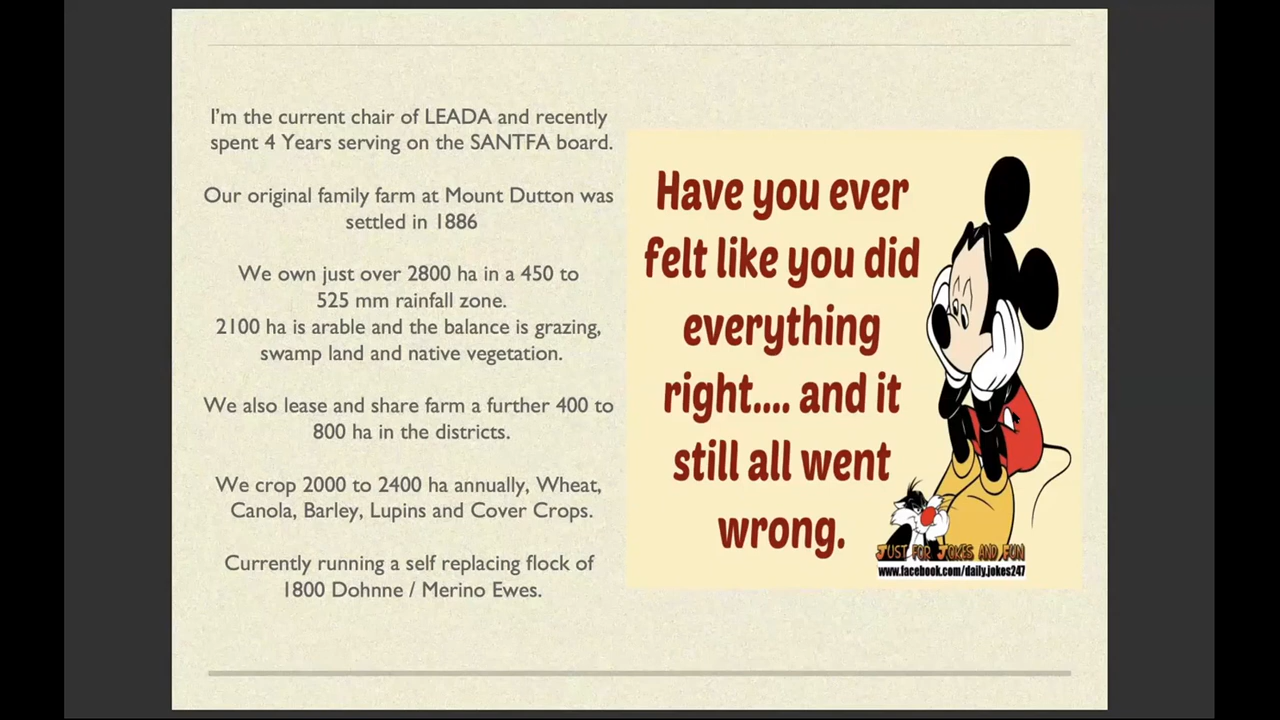 I'm the current chair of LEADA and recently
spent 4 Years serving on the SANTFA board.
Our original family farm at Mount Dutton was
settled in 1886
We own just over 2800 ha in a 450 to
525 mm rainfall zone.
2100 ha is arable and the balance is grazing,
swamp land and native vegetation.
We also lease and share farm a further 400 to
800 ha in the districts.
We crop 2000 to 2400 ha annually, Wheat,
Canola, Barley, Lupins and Cover Crops.
Currently running a self replacing flock of
1800 Dohnne / Merino Ewes.
Have you ever
felt like you did
everything
right.... and it
still all went
wrong.
JUST FOR JOKES AND FUN
www.facebook.com/daily.jokes247